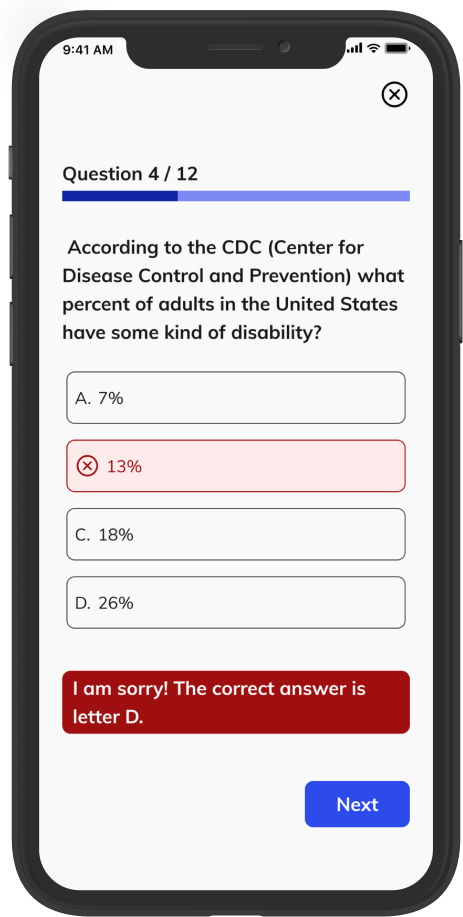 9:41 AM
Question 4 / 12
According to the CDC (Center for
Disease Control and Prevention) what
percent of adults in the United States
have some kind of disability?
A. 7%
13%
C. 18%
D. 26%
I am sorry! The correct answer is
letter D.
Next